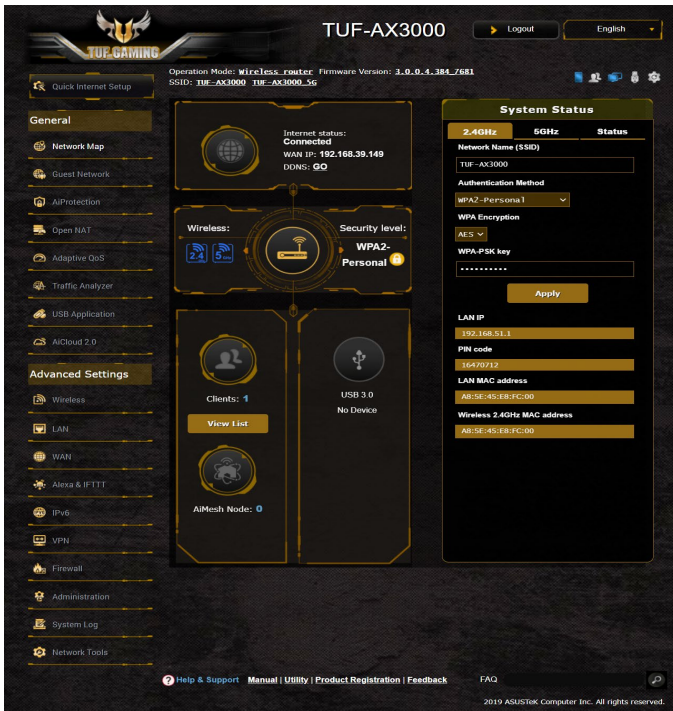 TUF GAMING
TUF-AX3000
Logout
English
Quick Internet Setup
Operation Mode: Wireless router Firmware Version: 3.0.0.4.384_7681
SSID: TUF-AX3000 TUF-AX3000_5G
General
Network Map
Guest Network
AiProtection
Open NAT
Adaptive QoS
Traffic Analyzer
USB Application
AiCloud 2.0
Advanced Settings
Wireless
LAN
WAN
Alexa & IFTTT
IPv6
VPN
Firewall
Administration
System Log
Network Tools
Internet status:
Connected
WAN IP: 192.168.39.149
DDNS: GO
Wireless:
2.4
5
Security level:
WPA2-
Personal
Clients: 1
View List
AiMesh Node: 0
USB 3.0
No Device
System Status
2.4GHz 5GHz Status
Network Name (SSID)
TUF-AX3000
Authentication
Method
WPA2-Personal
WPA Encryption
AES
WPA-PSK key
••••••••••
Apply
LAN IP
192.168.51.1
PIN code
16470712
LAN MAC address
A8:5E:45:E8:FC:00
Wireless 2.4GHz MAC address
A8:5E:45:E8:FC:00
? Help & Support Manual | Utility | Product Registration | Feedback FAQ
2019 ASUSTeK Computer Inc. All rights reserved.